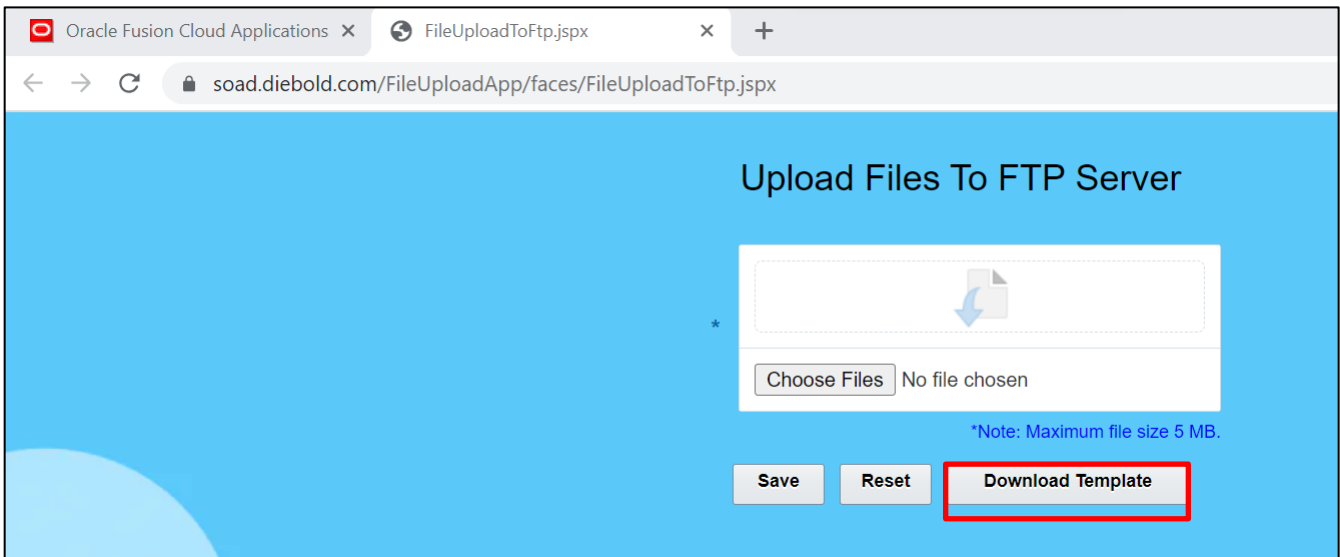 Oracle Fusion Cloud Applications
FileUploadToFtp.jspx
soad.diebold.com/FileUploadApp/faces/FileUploadToFtp.jspx
Upload Files To FTP Server
*
Choose Files No file chosen
*Note: Maximum file size 5 MB.
Save Reset Download Template